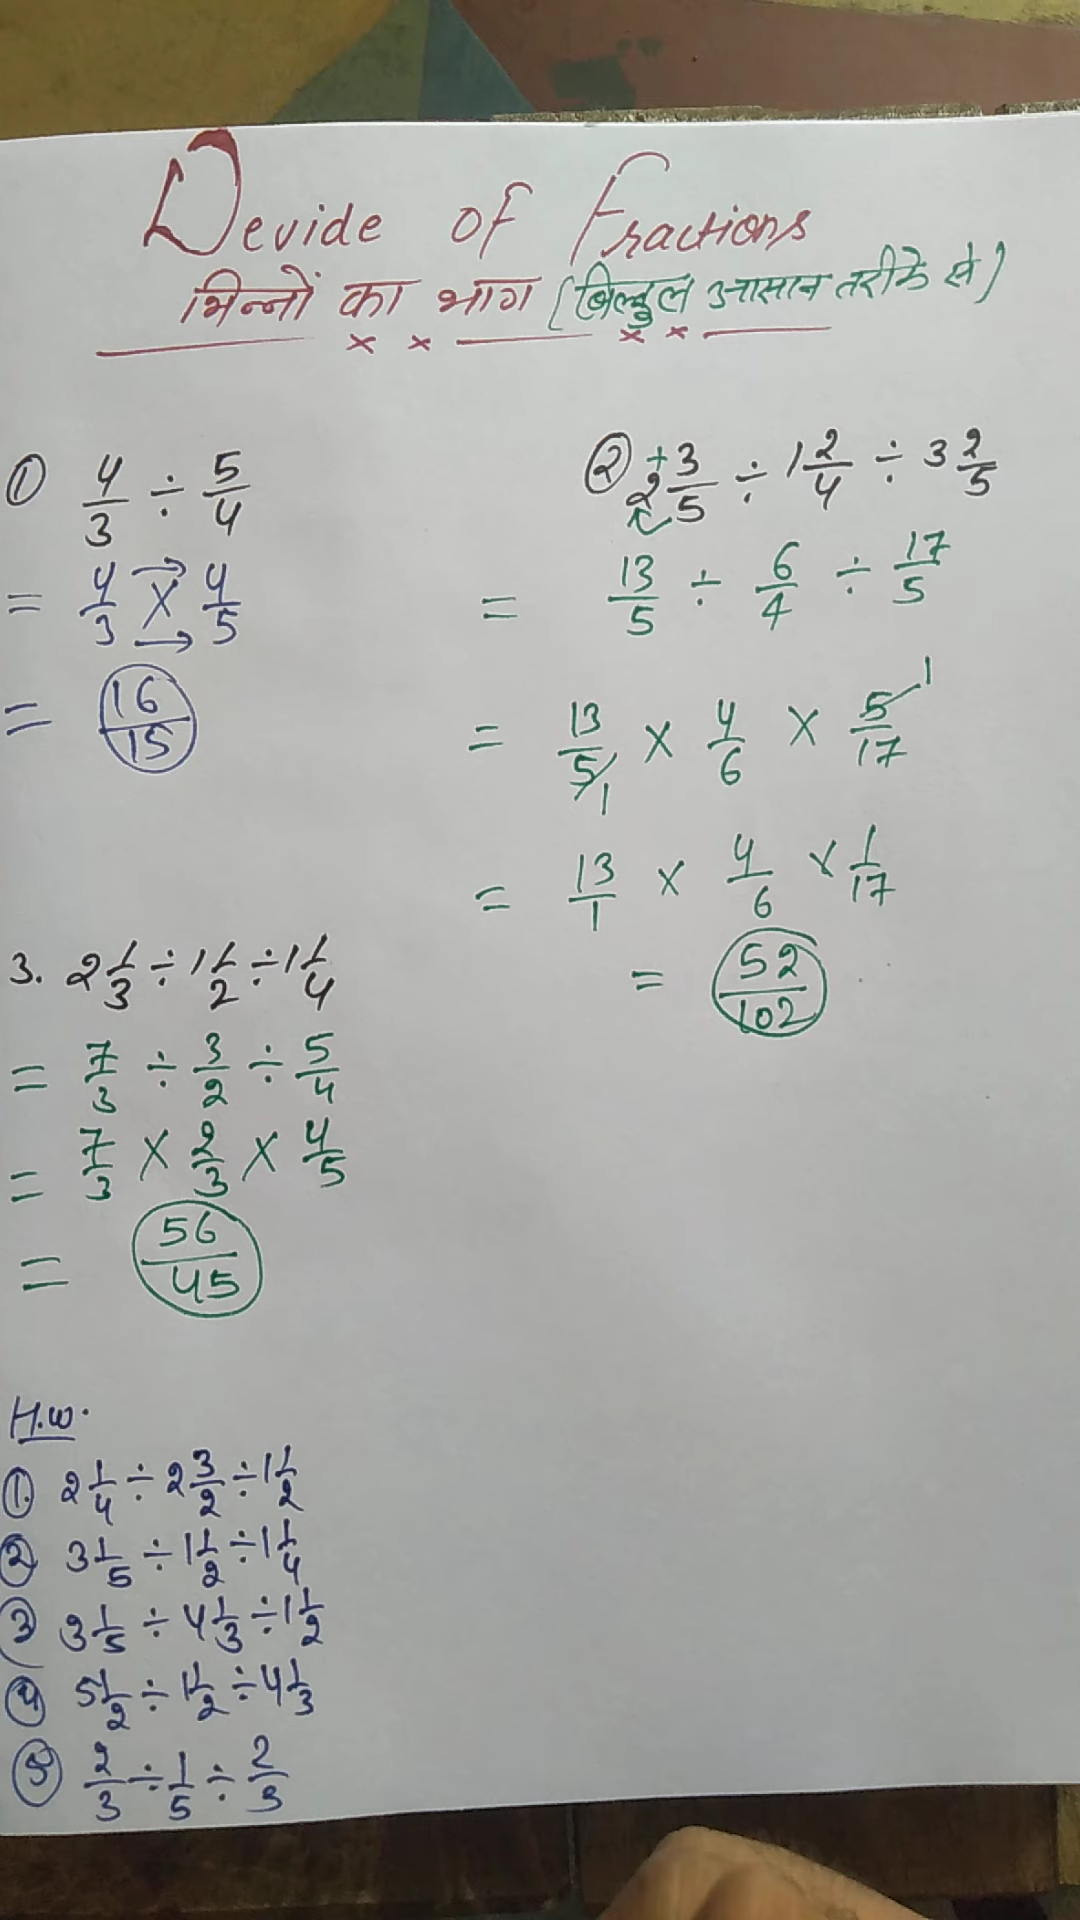 Devide of Fractions
भिन्नों का भाग (बिल्कुल आसान तरीके से)
x x x x
① 4/3 ÷ 5/4
= 4/3 × 4/5
= 16/15
② 2 3/5 ÷ 1 2/4 ÷ 3 2/5
+
= 13/5 ÷ 6/4 ÷ 17/5
= 13/5 × 4/6 × 5/17
1 1
= 13/1 × 4/6 × 1/17
= 52/102
3. 2 1/3 ÷ 1 1/2 ÷ 1 1/4
= 7/3 ÷ 3/2 ÷ 5/4
= 7/3 × 2/3 × 4/5
= 56/45
H.W.
①. 2 1/4 ÷ 2 3/2 ÷ 1 1/2
② 3 1/5 ÷ 1 1/2 ÷ 1 1/4
③ 3 1/5 ÷ 4 1/3 ÷ 1 1/2
④ 5 1/2 ÷ 1 1/2 ÷ 4 1/3
⑤ 2/3 ÷ 1/5 ÷ 2/3